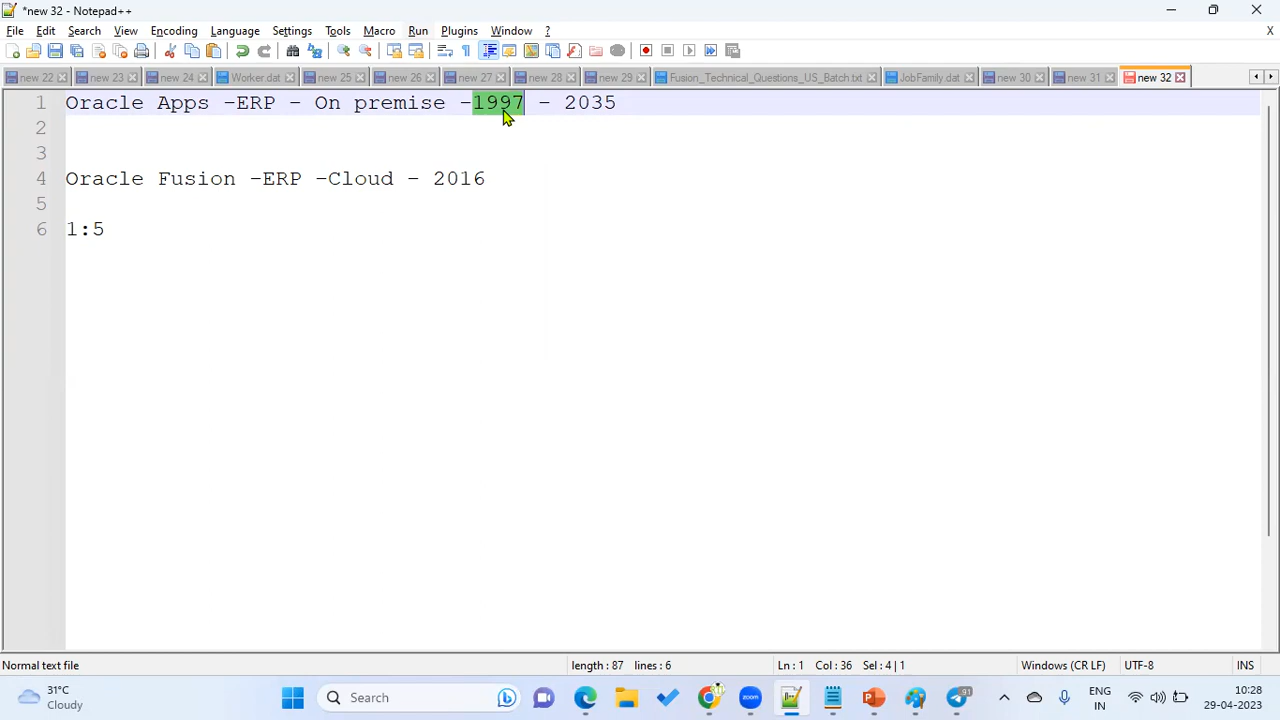 *new 32 - Notepad++
File Edit Search View Encoding Language Settings Tools Macro Run Plugins Window ?
X
new 22 new 23 new 24 Worker dat new 25 new 26 new 27 new 28 new 29 Fusion_Technical_Questions_US_Batch.txt JobFamily.dat new 30 new 31 new 32
1 Oracle Apps -ERP - On premise -1997 - 2035
2
3
4 Oracle Fusion -ERP -Cloud - 2016
5
6 1:5
Normal text file length : 87 lines : 6 Ln : 1 Col : 36 Sel : 4 | 1 Windows (CR LF) UTF-8 INS
31°C
Cloudy
Search
zoom
91
ENG
IN
10:28
29-04-2023